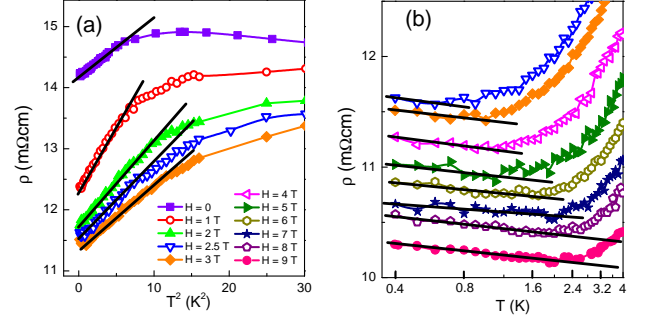 (a)
ρ (mΩcm)
15
14
13
12
11
0
10
20
30
T² (K²)
H = 0
H = 1 T
H = 2 T
H = 2.5 T
H = 3 T
H = 4 T
H = 5 T
H = 6 T
H = 7 T
H = 8 T
H = 9 T
(b)
ρ (mΩcm)
12
11
10
0.4
0.8
1.6
2.4
3.2
4
T (K)